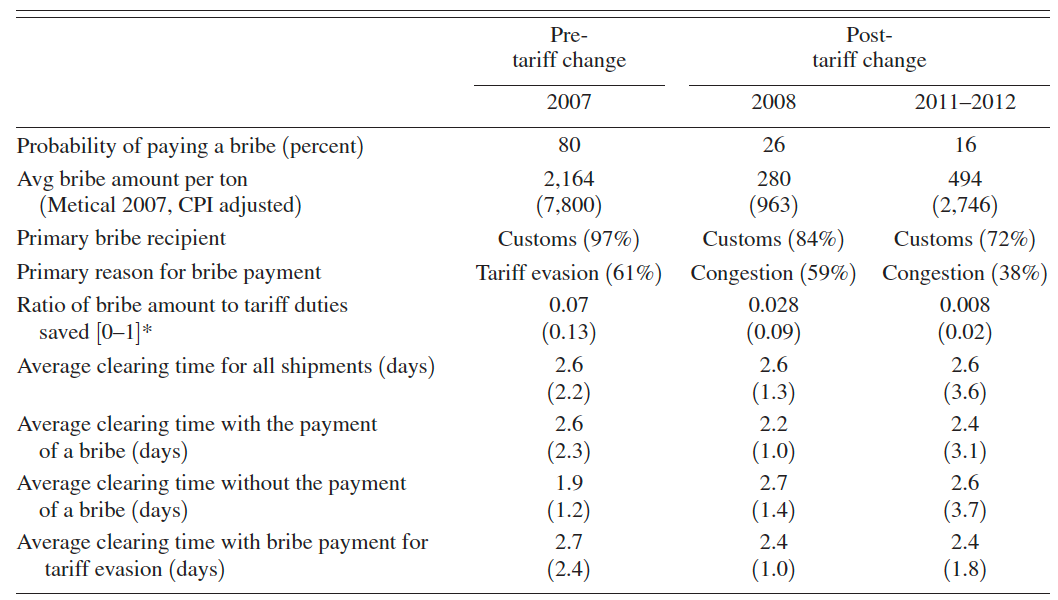 Pre-
tariff change
Post-
tariff change
2007
2008
2011–2012
Probability of paying a bribe (percent) 80 26 16
Avg bribe amount per ton 2,164 280 494
(Metical 2007, CPI adjusted) (7,800) (963) (2,746)
Primary bribe recipient Customs (97%) Customs (84%) Customs (72%)
Primary reason for bribe payment Tariff evasion (61%) Congestion (59%) Congestion (38%)
Ratio of bribe amount to tariff duties 0.07 0.028 0.008
saved [0–1]* (0.13) (0.09) (0.02)
Average clearing time for all shipments (days) 2.6 2.6 2.6
(2.2) (1.3) (3.6)
Average clearing time with the payment 2.6 2.2 2.4
of a bribe (days) (2.3) (1.0) (3.1)
Average clearing time without the payment 1.9 2.7 2.6
of a bribe (days) (1.2) (1.4) (3.7)
Average clearing time with bribe payment for 2.7 2.4 2.4
tariff evasion (days) (2.4) (1.0) (1.8)